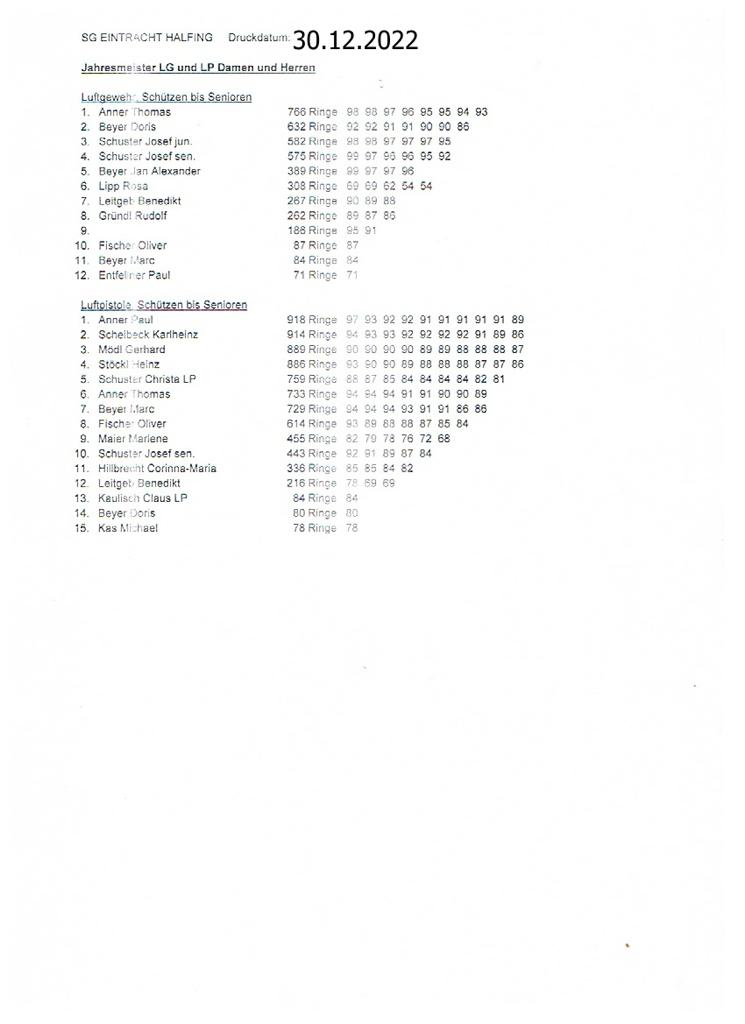 SG EINTRACHT HALFING Druckdatum: 30.12.2022
Jahresmeister LG und LP Damen und Herren
Luftgewehr, Schützen bis Senioren
1. Anner Thomas 766 Ringe 98 98 97 96 95 95 94 93
2. Beyer Doris 632 Ringe 92 92 91 91 90 90 86
3. Schuster Josef jun. 582 Ringe 98 98 97 97 97 95
4. Schuster Josef sen. 575 Ringe 99 97 96 96 95 92
5. Beyer Jan Alexander 389 Ringe 99 97 97 96
6. Lipp Rosa 308 Ringe 69 69 62 54 54
7. Leitgeb Benedikt 267 Ringe 90 89 88
8. Gründl Rudolf 262 Ringe 89 87 86
9. 186 Ringe 95 91
10. Fischer Oliver 87 Ringe 87
11. Beyer Marc 84 Ringe 84
12. Entfellner Paul 71 Ringe 71
Luftpistole, Schützen bis Senioren
1. Anner Paul 918 Ringe 97 93 92 92 91 91 91 91 91 89
2. Scheibeck Karlheinz 914 Ringe 94 93 93 92 92 92 92 91 89 86
3. Mödl Gerhard 889 Ringe 90 90 90 90 89 89 88 88 88 87
4. Stöckl Heinz 886 Ringe 93 90 90 89 88 88 88 87 87 86
5. Schuster Christa LP 759 Ringe 88 87 85 84 84 84 84 82 81
6. Anner Thomas 733 Ringe 94 94 94 91 91 90 90 89
7. Beyer Marc 729 Ringe 94 94 94 93 91 91 86 86
8. Fischer Oliver 614 Ringe 93 89 88 88 87 85 84
9. Maier Marlene 455 Ringe 82 79 78 76 72 68
10. Schuster Josef sen. 443 Ringe 92 91 89 87 84
11. Hillbrecht Corinna-Maria 336 Ringe 85 85 84 82
12. Leitgeb Benedikt 216 Ringe 78 69 69
13. Kaulisch Claus LP 84 Ringe 84
14. Beyer Doris 80 Ringe 80
15. Kas Michael 78 Ringe 78